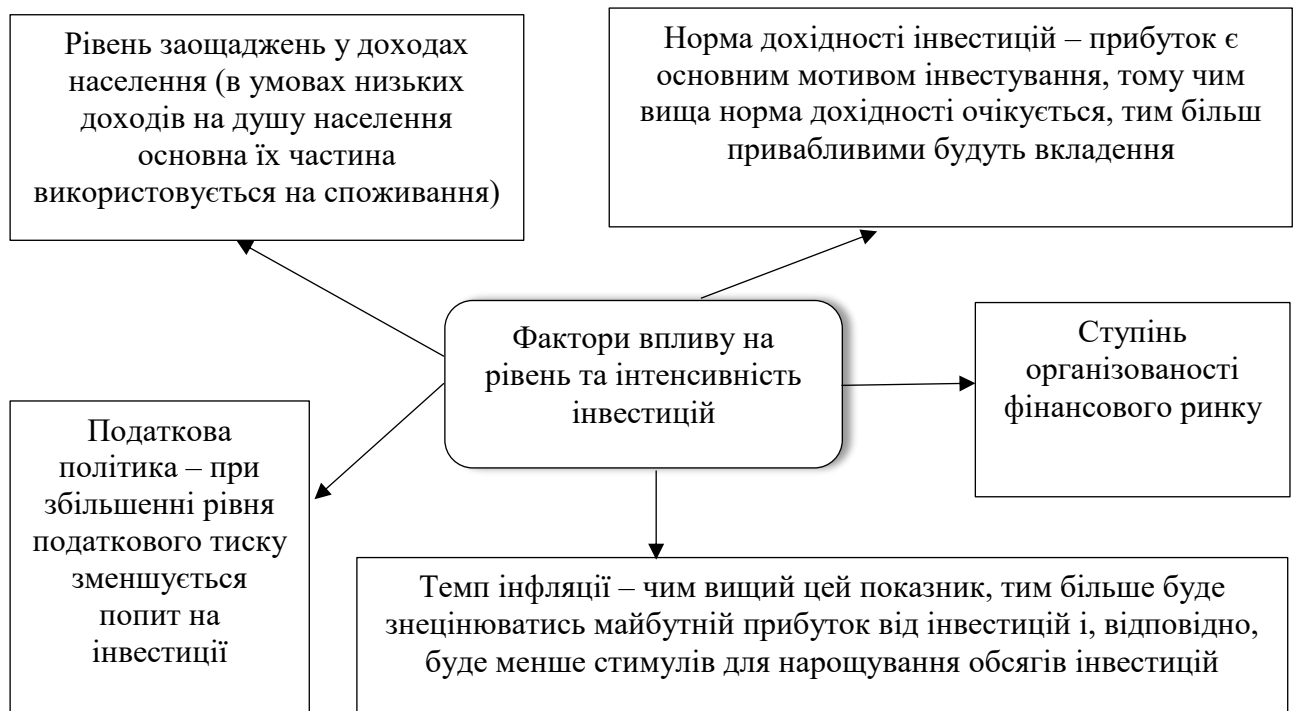 Рівень заощаджень у доходах
населення (в умовах низьких
доходів на душу населення
основна їх частина
використовується на споживання)
Норма дохідності інвестицій – прибуток є
основним мотивом інвестування, тому чим
вища норма дохідності очікується, тим більш
привабливими будуть вкладення
Фактори впливу на
рівень та інтенсивність
інвестицій
Ступінь
організованості
фінансового ринку
Податкова
політика – при
збільшенні рівня
податкового тиску
зменшується
попит на
інвестиції
Темп інфляції – чим вищий цей показник, тим більше буде
знецінюватись майбутній прибуток від інвестицій і, відповідно,
буде менше стимулів для нарощування обсягів інвестицій